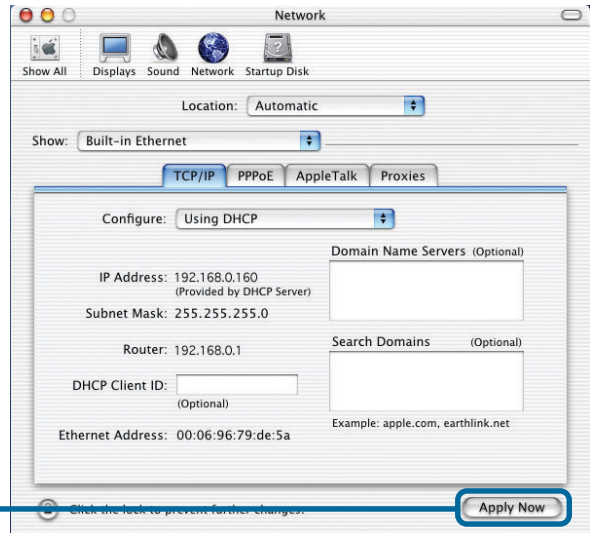 Network
Show All Displays Sound Network Startup Disk
Location: Automatic
Show: Built-in Ethernet
TCP/IP PPPoE AppleTalk Proxies
Configure: Using DHCP
Domain Name Servers (Optional)
IP Address: 192.168.0.160
(Provided by DHCP Server)
Subnet Mask: 255.255.255.0
Search Domains (Optional)
Router: 192.168.0.1
DHCP Client ID:
(Optional)
Example: apple.com, earthlink.net
Ethernet Address: 00:06:96:79:de:5a
Click the lock to prevent further changes.
Apply Now